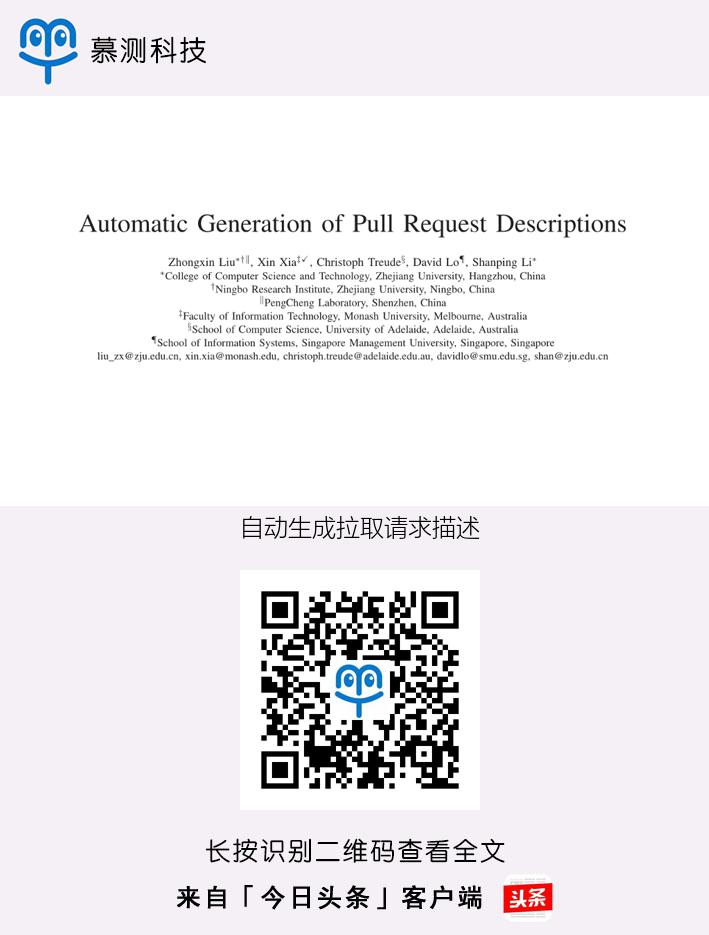 慕测科技
Automatic Generation of Pull Request Descriptions
Zhongxin Liu*†∥, Xin Xia‡✓, Christoph Treude§, David Lo¶, Shanping Li*
*College of Computer Science and Technology, Zhejiang University, Hangzhou, China
†Ningbo Research Institute, Zhejiang University, Ningbo, China
∥PengCheng Laboratory, Shenzhen, China
‡Faculty of Information Technology, Monash University, Melbourne, Australia
§School of Computer Science, University of Adelaide, Adelaide, Australia
¶School of Information Systems, Singapore Management University, Singapore, Singapore
liu_zx@zju.edu.cn, xin.xia@monash.edu, christoph.treude@adelaide.edu.au, davidlo@smu.edu.sg, shan@zju.edu.cn
自动生成拉取请求描述
长按识别二维码查看全文
来自「今日头条」客户端
头条